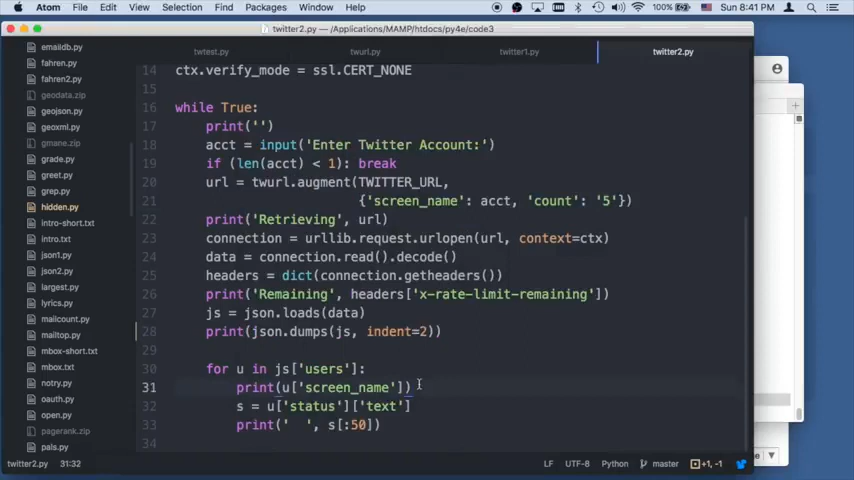 Atom File Edit View Selection Find Packages Window Help 100% Sun 8:41 PM
twitter2.py — /Applications/MAMP/htdocs/py4e/code3
twtest.py twurl.py twitter1.py twitter2.py
emaildb.py
fahren.py
fahren2.py
geodata.zip
geojson.py
geoxml.py
gmane.zip
grade.py
greet.py
grep.py
hidden.py
intro-short.txt
intro.txt
json1.py
json2.py
largest.py
lyrics.py
mailcount.py
mailtop.py
mbox-short.txt
mbox.txt
notry.py
oauth.py
open.py
pagerank.zip
pals.py
14 ctx.verify_mode = ssl.CERT_NONE
15
16 while True:
17 print('')
18 acct = input('Enter Twitter Account:')
19 if (len(acct) < 1): break
20 url = twurl.augment(TWITTER_URL,
21 {'screen_name': acct, 'count': '5'})
22 print('Retrieving', url)
23 connection = urllib.request.urlopen(url, context=ctx)
24 data = connection.read().decode()
25 headers = dict(connection.getheaders())
26 print('Remaining', headers['x-rate-limit-remaining'])
27 js = json.loads(data)
28 print(json.dumps(js, indent=2))
29
30 for u in js['users']:
31 print(u['screen_name'])
32 s = u['status']['text']
33 print('  ', s[:50])
34
twitter2.py 31:32 LF UTF-8 Python master +1, -1